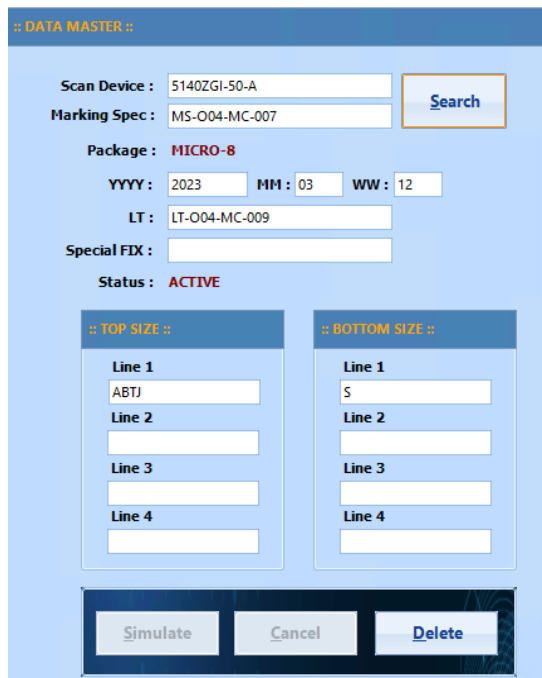 :: DATA MASTER ::
Scan Device : 5140ZGI-50-A
Search
Marking Spec : MS-O04-MC-007
Package : MICRO-8
YYYY : 2023 MM : 03 WW : 12
LT : LT-O04-MC-009
Special FIX :
Status : ACTIVE
:: TOP SIZE ::
Line 1
ABTJ
Line 2
Line 3
Line 4
:: BOTTOM SIZE ::
Line 1
S
Line 2
Line 3
Line 4
Simulate Cancel Delete